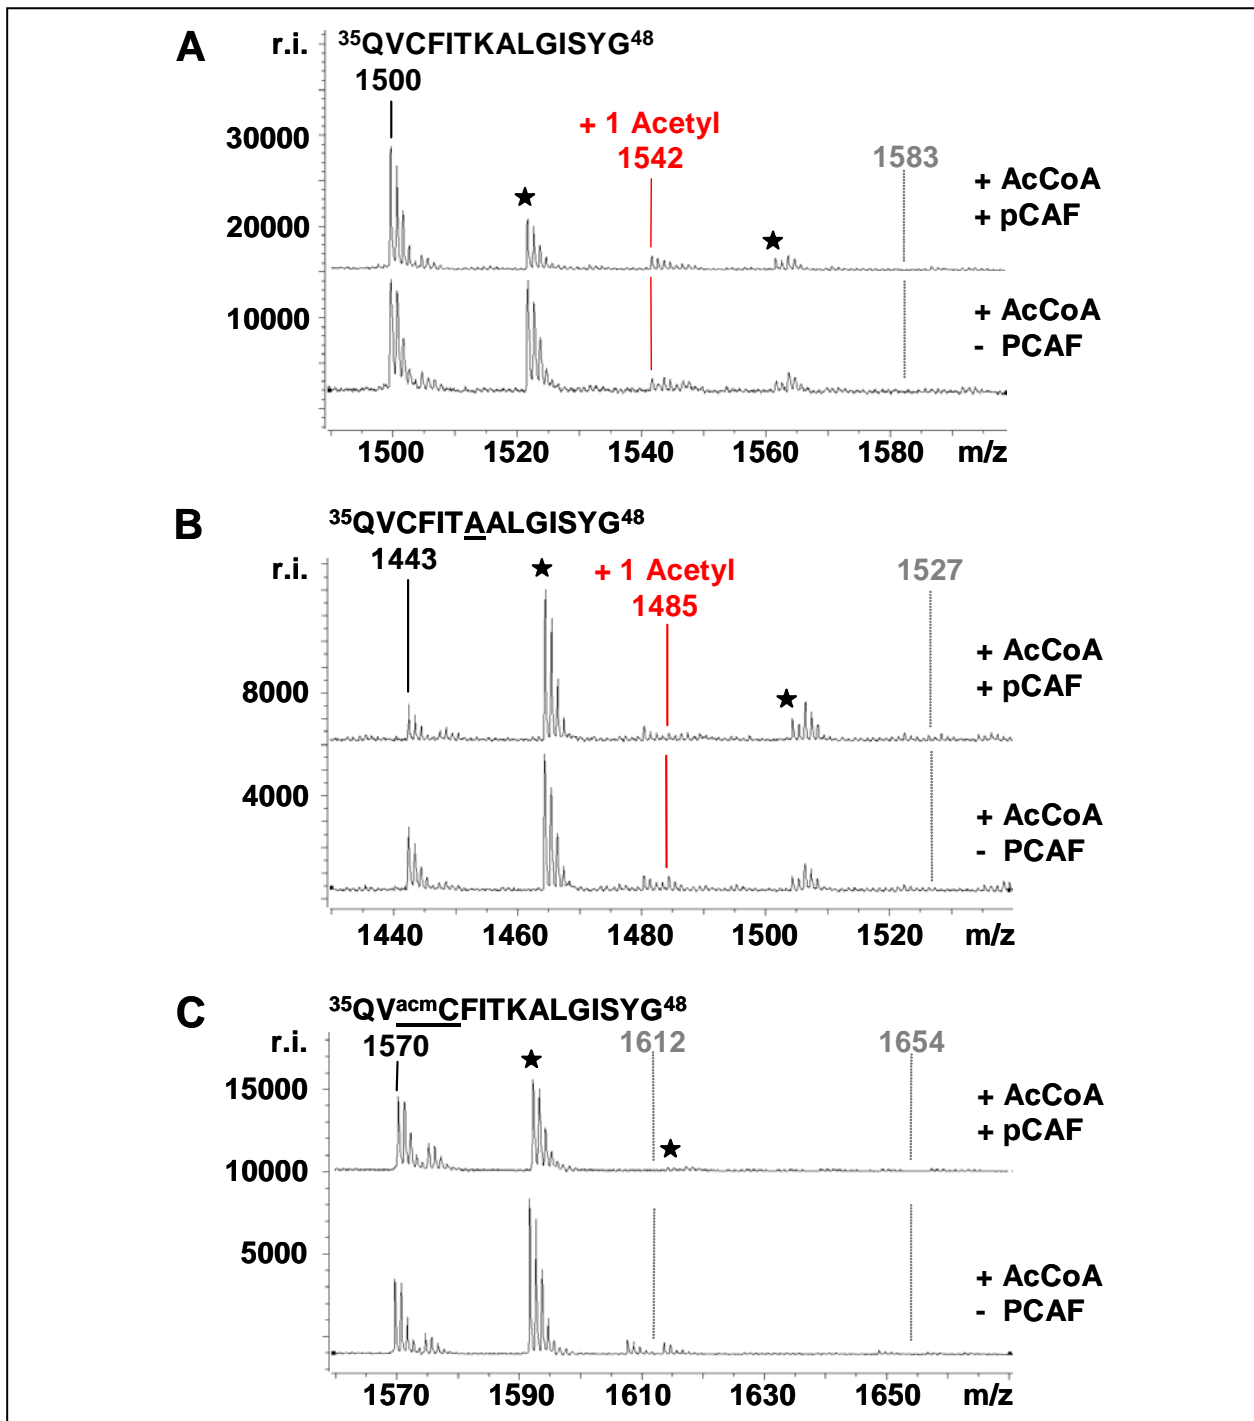 A r.i. ³⁵QVCFITKALGISYG⁴⁸
1500
+ 1 Acetyl
30000 1542 1583
+ AcCoA
★ + pCAF
20000 ★
10000 + AcCoA
- PCAF
1500 1520 1540 1560 1580 m/z
B ³⁵QVCFITAALGISYG⁴⁸
r.i. 1443 ★ + 1 Acetyl 1527
1485
+ AcCoA
8000 ★ + pCAF
4000 + AcCoA
- PCAF
1440 1460 1480 1500 1520 m/z
C ³⁵QVᵃᶜᵐCFITKALGISYG⁴⁸
r.i. 1570 ★ 1612 1654
15000 + AcCoA
★ + pCAF
10000
5000 + AcCoA
- PCAF
1570 1590 1610 1630 1650 m/z